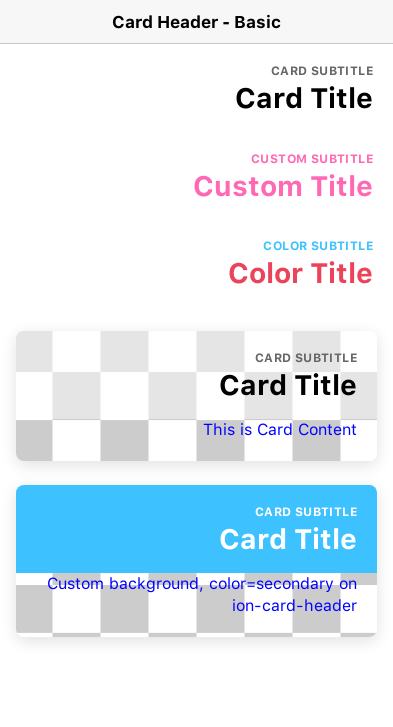 Card Header - Basic
CARD SUBTITLE
Card Title
CUSTOM SUBTITLE
Custom Title
COLOR SUBTITLE
Color Title
CARD SUBTITLE
Card Title
This is Card Content
CARD SUBTITLE
Card Title
Custom background, color=secondary on
ion-card-header